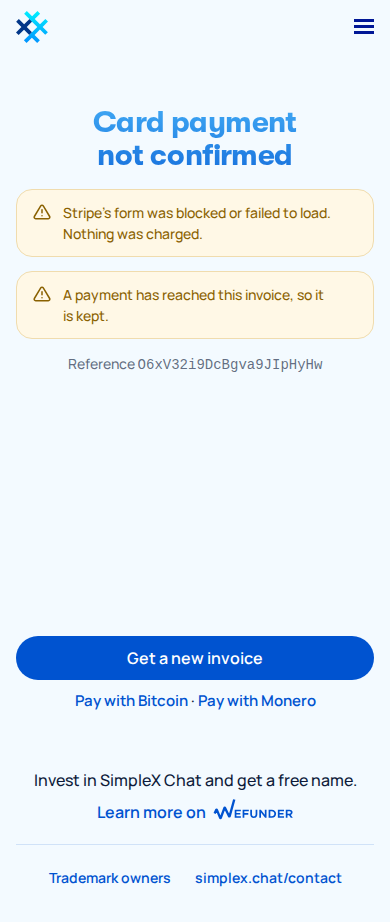 Card payment
not confirmed
Stripe's form was blocked or failed to load.
Nothing was charged.
A payment has reached this invoice, so it
is kept.
Reference O6xV32i9DcBgva9JIpHyHw
Get a new invoice
Pay with Bitcoin · Pay with Monero
Invest in SimpleX Chat and get a free name.
Learn more on WEFUNDER
Trademark owners simplex.chat/contact